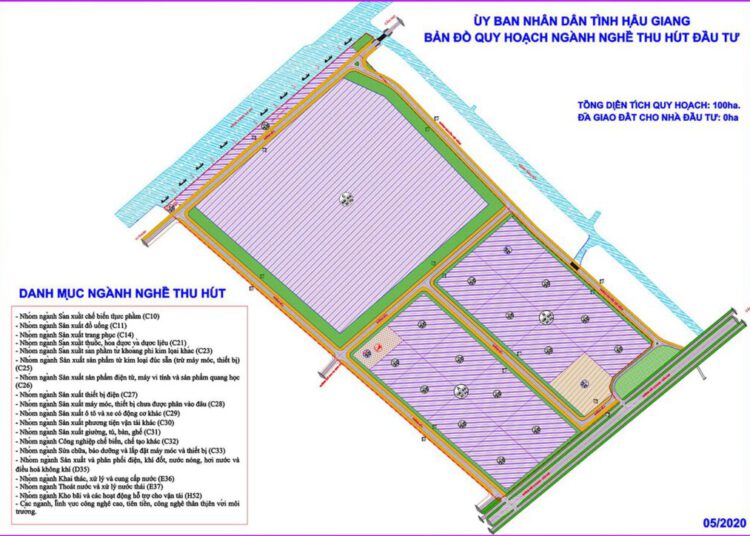 ỦY BAN NHÂN DÂN TỈNH HẬU GIANG
BẢN ĐỒ QUY HOẠCH NGÀNH NGHỀ THU HÚT ĐẦU TƯ
TỔNG DIỆN TÍCH QUY HOẠCH: 100ha.
ĐÃ GIAO ĐẤT CHO NHÀ ĐẦU TƯ: 0ha
DANH MỤC NGÀNH NGHỀ THU HÚT
- Nhóm ngành Sản xuất chế biến thực phẩm (C10)
- Nhóm ngành Sản xuất đồ uống (C11)
- Nhóm ngành Sản xuất trang phục (C14)
- Nhóm ngành Sản xuất thuốc, hóa dược và dược liệu (C21)
- Nhóm ngành Sản xuất sản phẩm từ khoáng phi kim loại khác (C23)
- Nhóm ngành Sản xuất sản phẩm từ kim loại đúc sẵn (trừ máy móc, thiết bị)
(C25)
- Nhóm ngành Sản xuất sản phẩm điện tử, máy vi tính và sản phẩm quang học
(C26)
- Nhóm ngành Sản xuất thiết bị điện (C27)
- Nhóm ngành Sản xuất máy móc, thiết bị chưa được phân vào đâu (C28)
- Nhóm ngành Sản xuất ô tô và xe có động cơ khác (C29)
- Nhóm ngành Sản xuất phương tiện vận tải khác (C30)
- Nhóm ngành Sản xuất giường, tủ, bàn, ghế (C31)
- Nhóm ngành Công nghiệp chế biến, chế tạo khác (C32)
- Nhóm ngành Sửa chữa, bảo dưỡng và lắp đặt máy móc và thiết bị (C33)
- Nhóm ngành Sản xuất và phân phối điện, khí đốt, nước nóng, hơi nước và
điều hoà không khí (D35)
- Nhóm ngành Khai thác, xử lý và cung cấp nước (E36)
- Nhóm ngành Thoát nước và xử lý nước thải (E37)
- Nhóm ngành Kho bãi và các hoạt động hỗ trợ cho vận tải (H52)
- Các ngành, lĩnh vực công nghệ cao, tiên tiến, công nghệ thân thiện với môi
trường.
05/2020